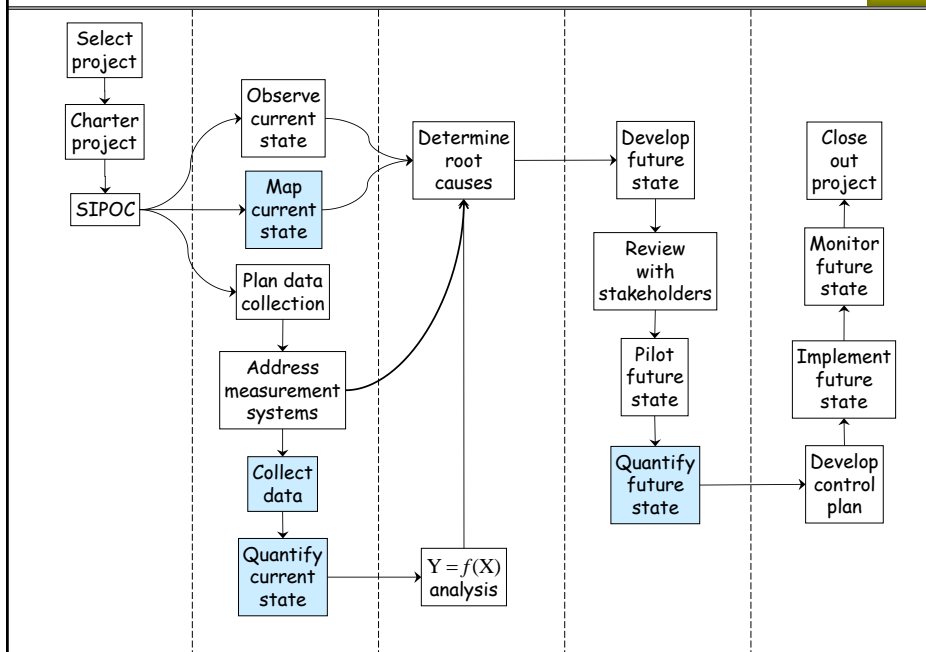 Select
project
Charter
project
SIPOC
Observe
current
state
Map
current
state
Plan data
collection
Address
measurement
systems
Collect
data
Quantify
current
state
Determine
root
causes
Y = f(X)
analysis
Develop
future
state
Review
with
stakeholders
Pilot
future
state
Quantify
future
state
Close
out
project
Monitor
future
state
Implement
future
state
Develop
control
plan